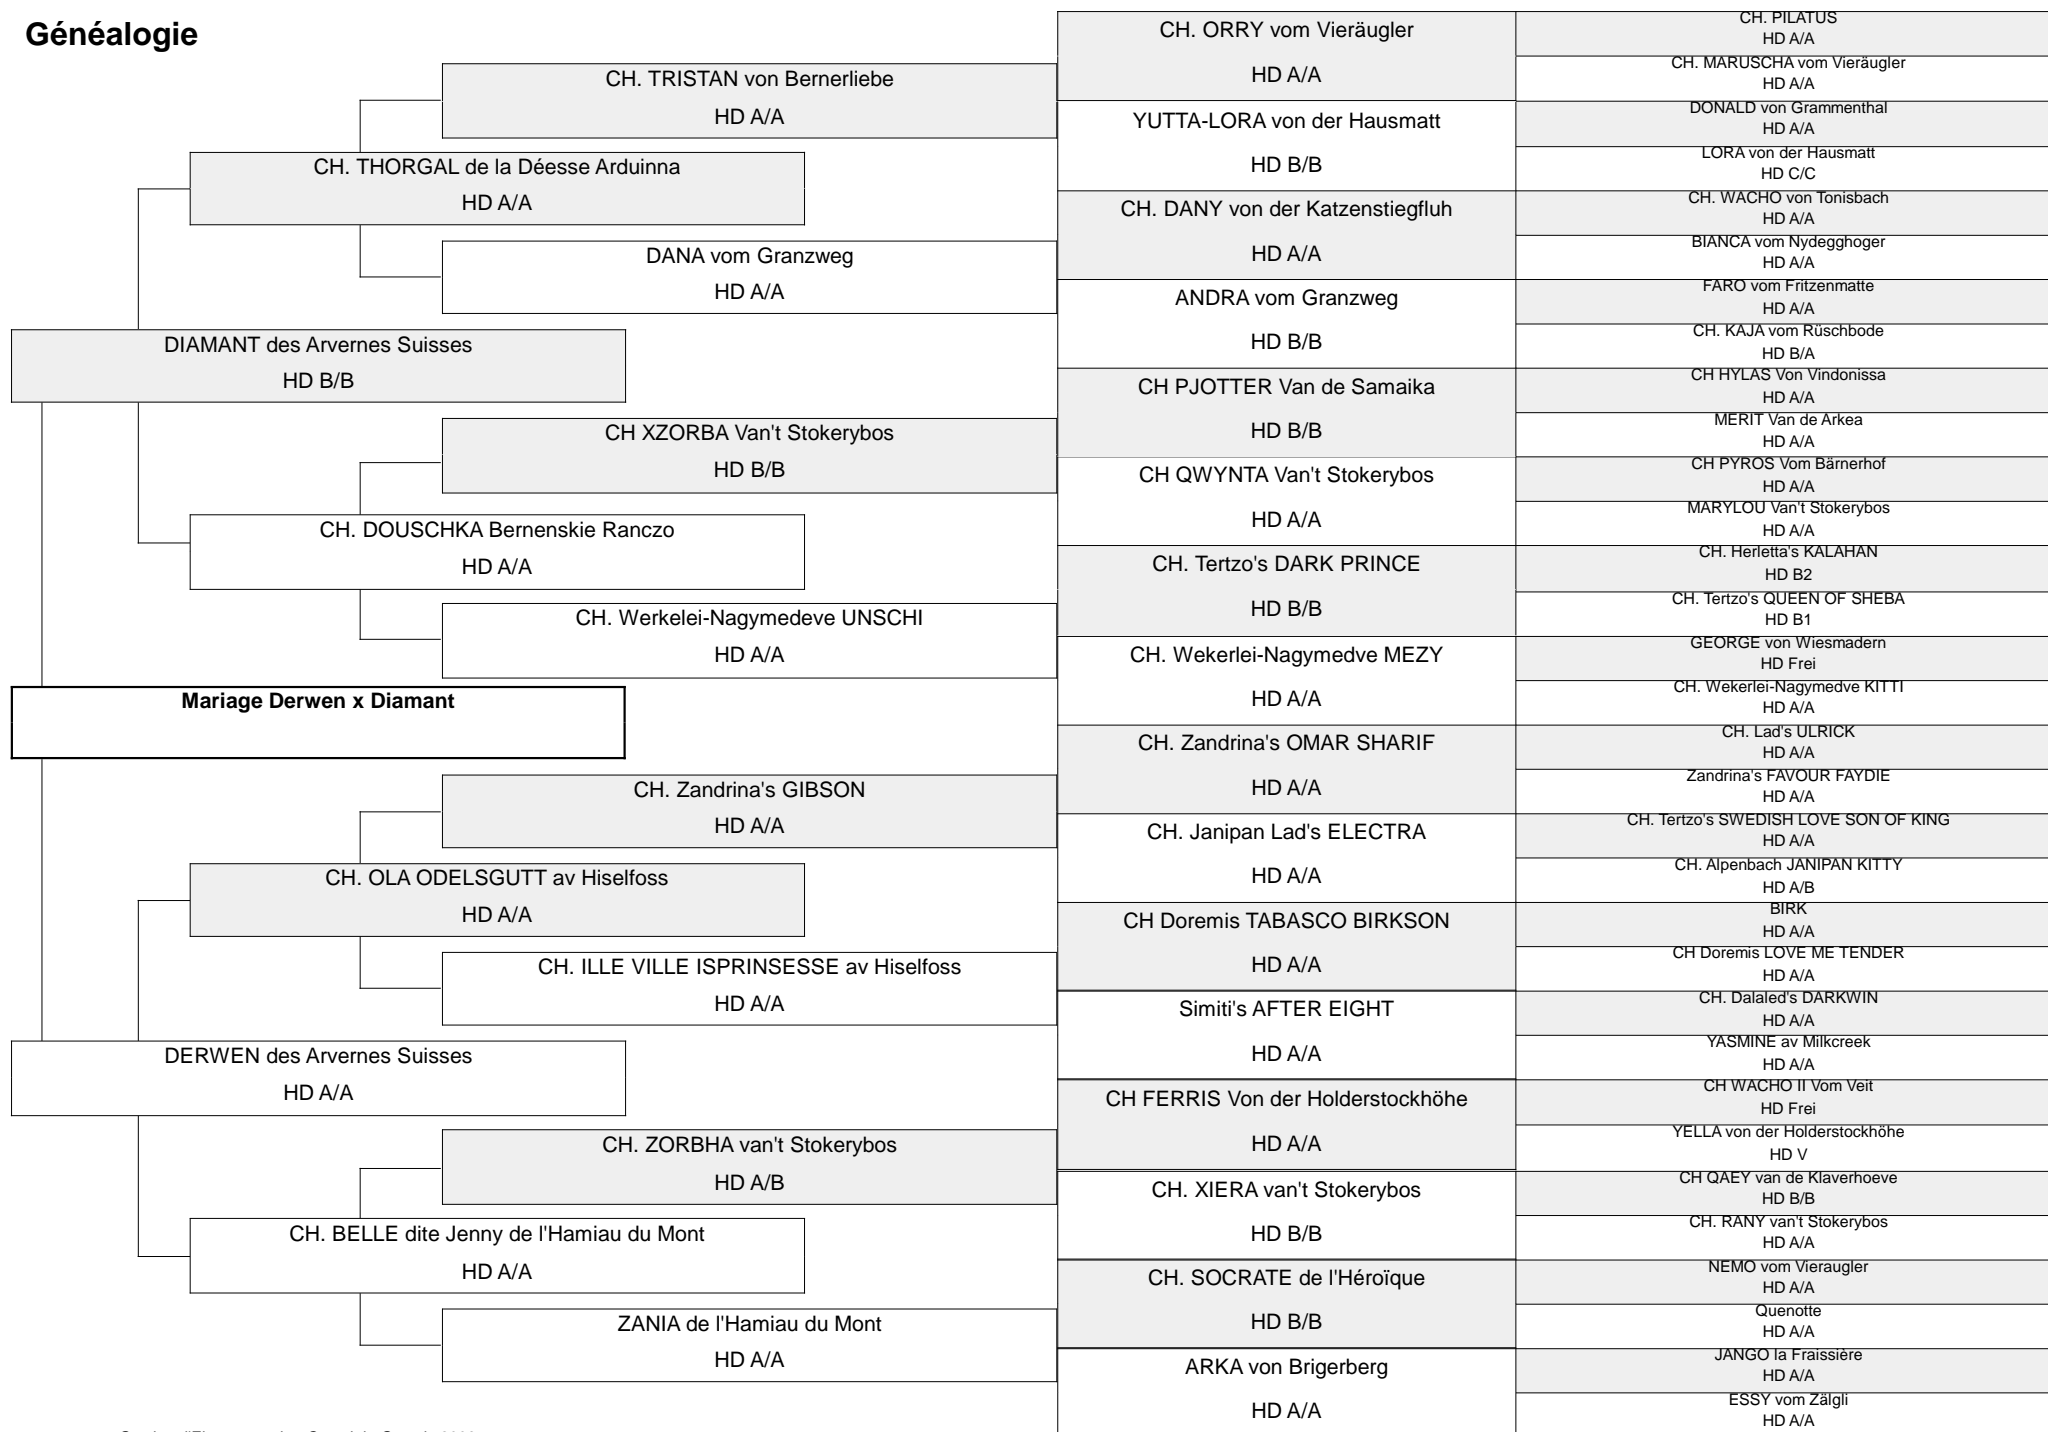 Généalogie
CH. TRISTAN von Bernerliebe
HD A/A
CH. THORGAL de la Déesse Arduinna
HD A/A
DANA vom Granzweg
HD A/A
DIAMANT des Arvernes Suisses
HD B/B
CH XZORBA Van't Stokerybos
HD B/B
CH. DOUSCHKA Bernenskie Ranczo
HD A/A
CH. Werkelei-Nagymedeve UNSCHI
HD A/A
Mariage Derwen x Diamant
CH. Zandrina's GIBSON
HD A/A
CH. OLA ODELSGUTT av Hiselfoss
HD A/A
CH. ILLE VILLE ISPRINSESSE av Hiselfoss
HD A/A
DERWEN des Arvernes Suisses
HD A/A
CH. ZORBHA van't Stokerybos
HD A/B
CH. BELLE dite Jenny de l'Hamiau du Mont
HD A/A
ZANIA de l'Hamiau du Mont
HD A/A
CH. ORRY vom Vieräugler
HD A/A
YUTTA-LORA von der Hausmatt
HD B/B
CH. DANY von der Katzenstiegfluh
HD A/A
ANDRA vom Granzweg
HD B/B
CH PJOTTER Van de Samaika
HD B/B
CH QWYNTA Van't Stokerybos
HD A/A
CH. Tertzo's DARK PRINCE
HD B/B
CH. Wekerlei-Nagymedve MEZY
HD A/A
CH. Zandrina's OMAR SHARIF
HD A/A
CH. Janipan Lad's ELECTRA
HD A/A
CH Doremis TABASCO BIRKSON
HD A/A
Simiti's AFTER EIGHT
HD A/A
CH FERRIS Von der Holderstockhöhe
HD A/A
CH. XIERA van't Stokerybos
HD B/B
CH. SOCRATE de l'Héroïque
HD B/B
ARKA von Brigerberg
HD A/A
CH. PILATUS
HD A/A
CH. MARUSCHA vom Vieräugler
HD A/A
DONALD von Grammenthal
HD A/A
LORA von der Hausmatt
HD C/C
CH. WACHO von Tonisbach
HD A/A
BIANCA vom Nydegghoger
HD A/A
FARO vom Fritzenmatte
HD A/A
CH. KAJA vom Rüschbode
HD B/A
CH HYLAS Von Vindonissa
HD A/A
MERIT Van de Arkea
HD A/A
CH PYROS Vom Bärnerhof
HD A/A
MARYLOU Van't Stokerybos
HD A/A
CH. Herletta's KALAHAN
HD B2
CH. Tertzo's QUEEN OF SHEBA
HD B1
GEORGE von Wiesmadern
HD Frei
CH. Wekerlei-Nagymedve KITTI
HD A/A
CH. Lad's ULRICK
HD A/A
Zandrina's FAVOUR FAYDIE
HD A/A
CH. Tertzo's SWEDISH LOVE SON OF KING
HD A/A
CH. Alpenbach JANIPAN KITTY
HD A/B
BIRK
HD A/A
CH Doremis LOVE ME TENDER
HD A/A
CH. Dalaled's DARKWIN
HD A/A
YASMINE av Milkcreek
HD A/A
CH WACHO II Vom Veit
HD Frei
YELLA von der Holderstockhöhe
HD V
CH QAEY van de Klaverhoeve
HD B/B
CH. RANY van't Stokerybos
HD A/A
NEMO vom Vieraugler
HD A/A
Quenotte
HD A/A
JANGO la Fraissière
HD A/A
ESSY vom Zälgli
HD A/A